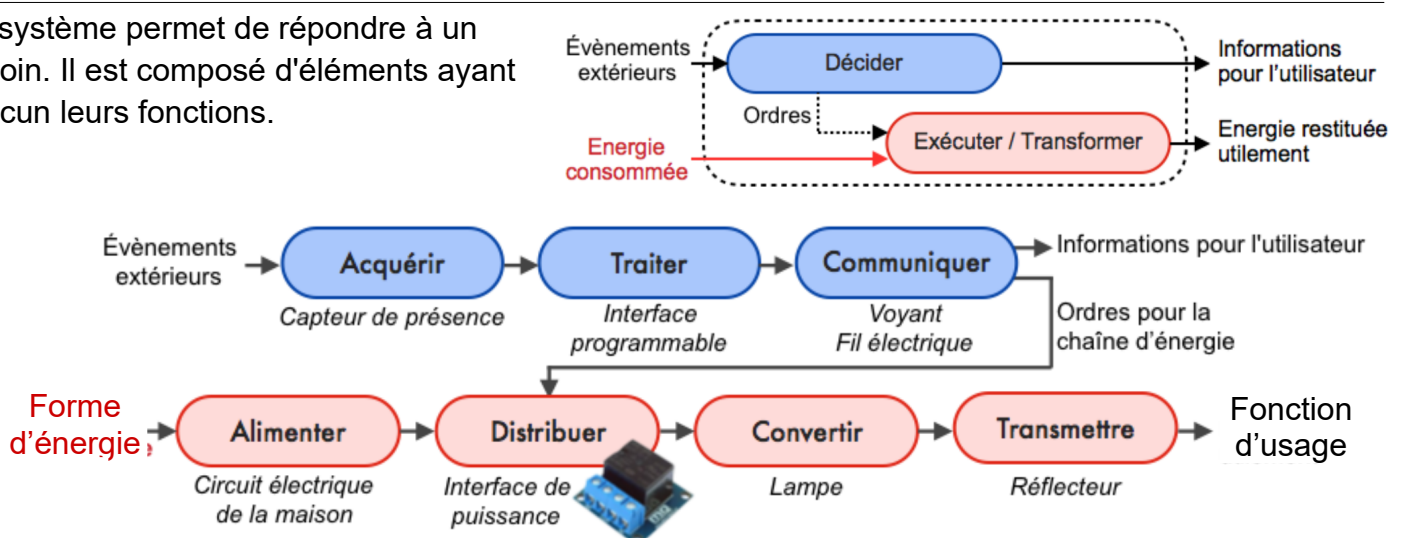 système permet de répondre à un
oin. Il est composé d'éléments ayant
cun leurs fonctions.
Évènements
extérieurs
Décider
Informations
pour l'utilisateur
Ordres
Energie
consommée
Exécuter / Transformer
Energie restituée
utilement
Évènements
extérieurs
Acquérir
Traiter
Communiquer
Informations pour l'utilisateur
Capteur de présence
Interface
programmable
Voyant
Fil électrique
Ordres pour la
chaîne d'énergie
Forme
d'énergie
Alimenter
Distribuer
Convertir
Transmettre
Fonction
d'usage
Circuit électrique
de la maison
Interface de
puissance
Lampe
Réflecteur